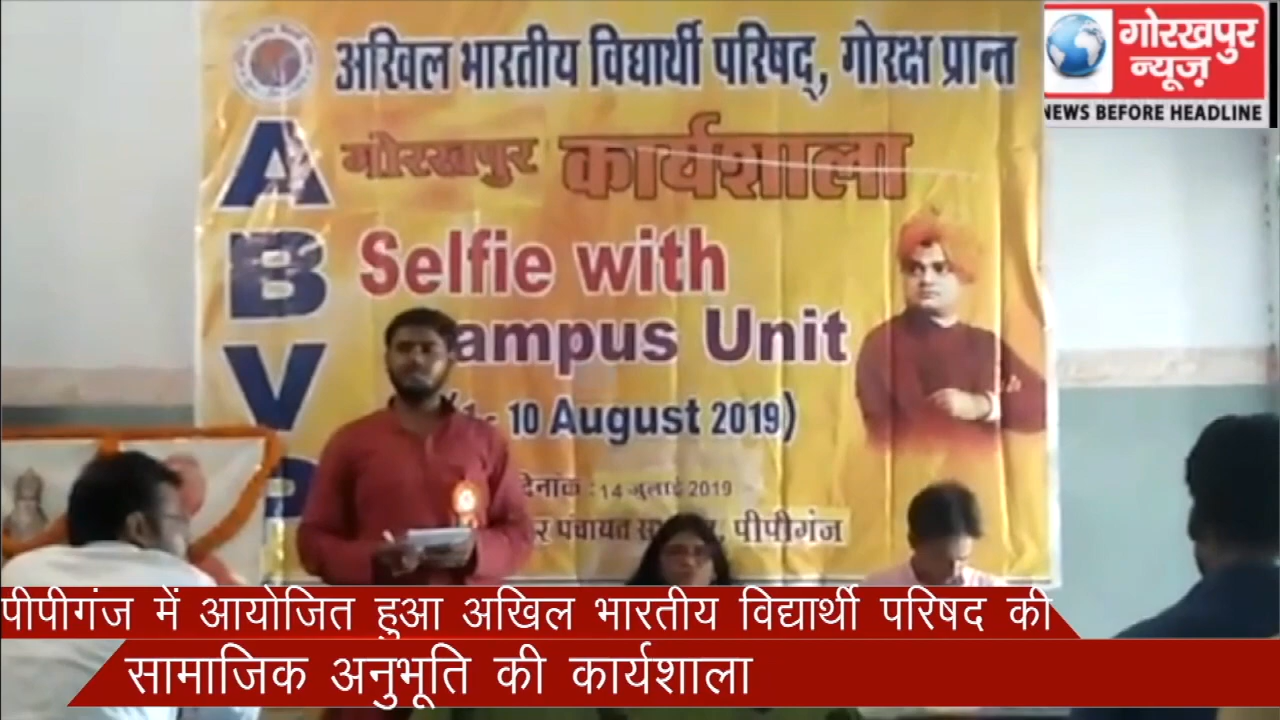 अखिल भारतीय विद्यार्थी परिषद्, गोरक्ष प्रान्त
गोरखपुर
न्यूज़
NEWS BEFORE HEADLINE
ABV
गोरखपुर कार्यशाला
Selfie with
ampus Unit
10 August 2019)
दिनांक : 14 जुलाई 2019
पंचायत पीपीगंज
पीपीगंज में आयोजित हुआ अखिल भारतीय विद्यार्थी परिषद की
सामाजिक अनुभूति की कार्यशाला